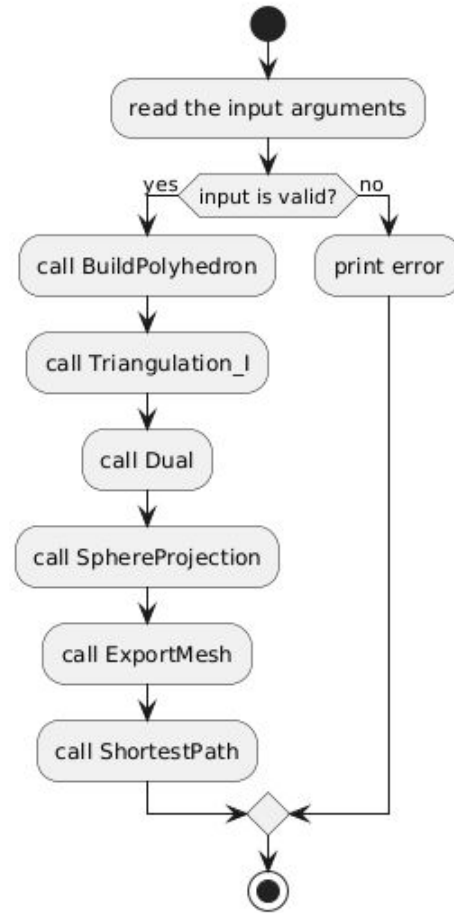 read the input arguments
yes
input is valid?
no
call BuildPolyhedron
print error
call Triangulation_I
call Dual
call SphereProjection
call ExportMesh
call ShortestPath